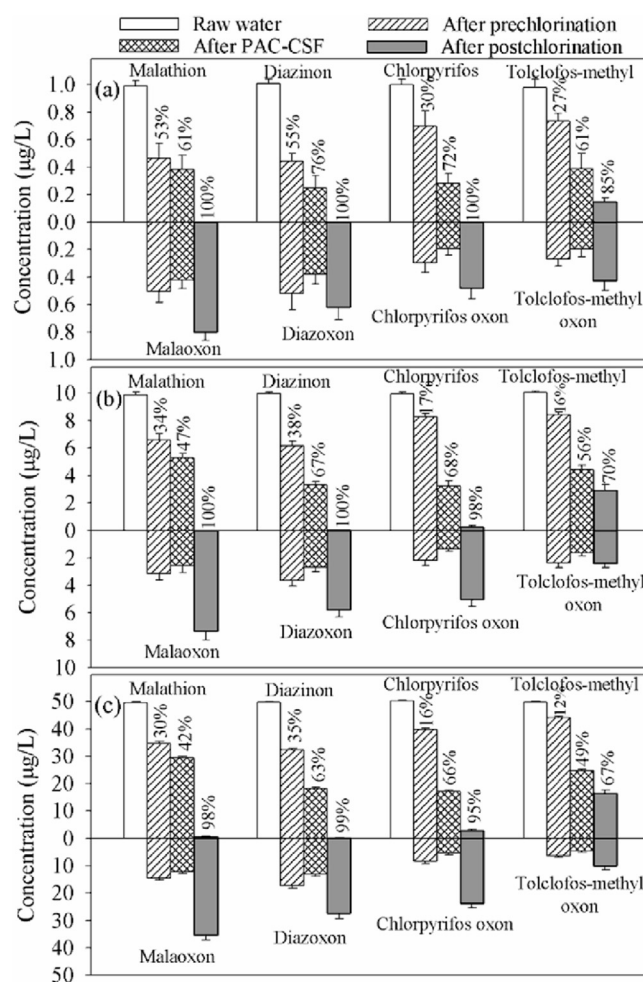 Raw water
After prechlorination
After PAC-CSF
After postchlorination
Malathion Diazinon Chlorpyrifos Tolclofos-methyl
(a)
1.0
0.8
0.6
0.4
0.2
0.0
0.2
0.4
0.6
0.8
1.0
Concentration (µg/L)
53% 61% 100%
55% 76% 100%
30% 72% 100%
27% 61% 85%
Malaoxon Diazoxon Chlorpyrifos oxon Tolclofos-methyl
oxon
Malathion Diazinon Chlorpyrifos Tolclofos-methyl
(b)
10
8
6
4
2
0
2
4
6
8
10
Concentration (µg/L)
34% 47% 100%
38% 67% 100%
17% 68% 98%
16% 56% 70%
Malaoxon Diazoxon Chlorpyrifos oxon Tolclofos-methyl
oxon
Malathion Diazinon Chlorpyrifos Tolclofos-methyl
(c)
50
40
30
20
10
0
10
20
30
40
50
Concentration (µg/L)
30% 42% 98%
35% 63% 99%
16% 66% 95%
12% 49% 67%
Malaoxon Diazoxon Chlorpyrifos oxon Tolclofos-methyl
oxon